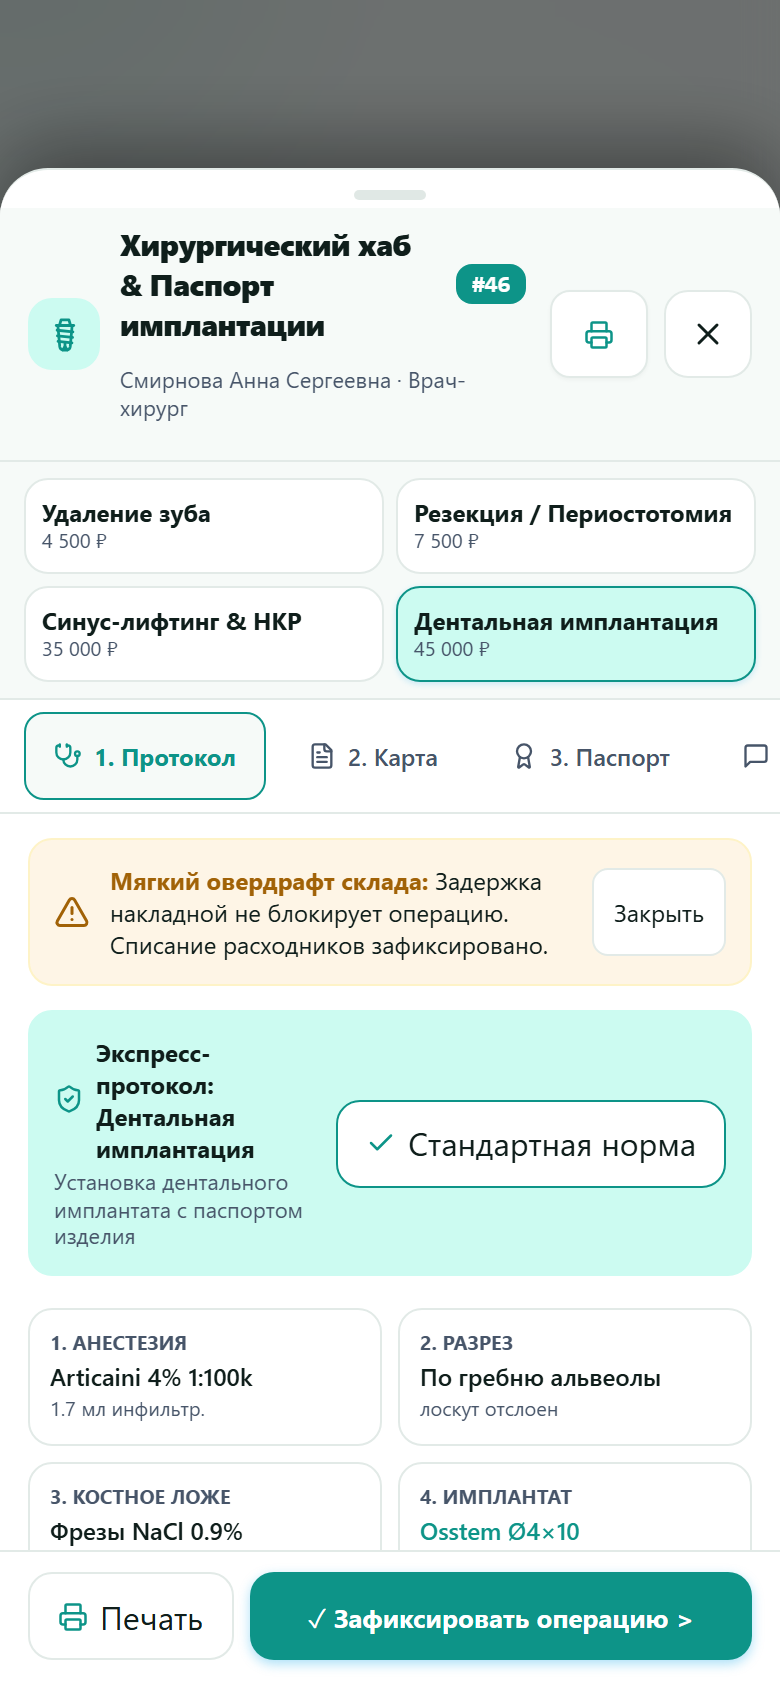 Хирургический хаб
& Паспорт
имплантации
#46
Смирнова Анна Сергеевна · Врач-
хирург
Удаление зуба
4 500 ₽
Резекция / Периостотомия
7 500 ₽
Синус-лифтинг & НКР
35 000 ₽
Дентальная имплантация
45 000 ₽
1. Протокол
2. Карта
3. Паспорт
Мягкий овердрафт склада: Задержка
накладной не блокирует операцию.
Списание расходников зафиксировано.
Закрыть
Экспресс-
протокол:
Дентальная
имплантация
Установка дентального
имплантата с паспортом
изделия
Стандартная норма
1. АНЕСТЕЗИЯ
Articaini 4% 1:100k
1.7 мл инфильтр.
2. РАЗРЕЗ
По гребню альвеолы
лоскут отслоен
3. КОСТНОЕ ЛОЖЕ
Фрезы NaCl 0.9%
4. ИМПЛАНТАТ
Osstem Ø4×10
Печать
✓ Зафиксировать операцию >